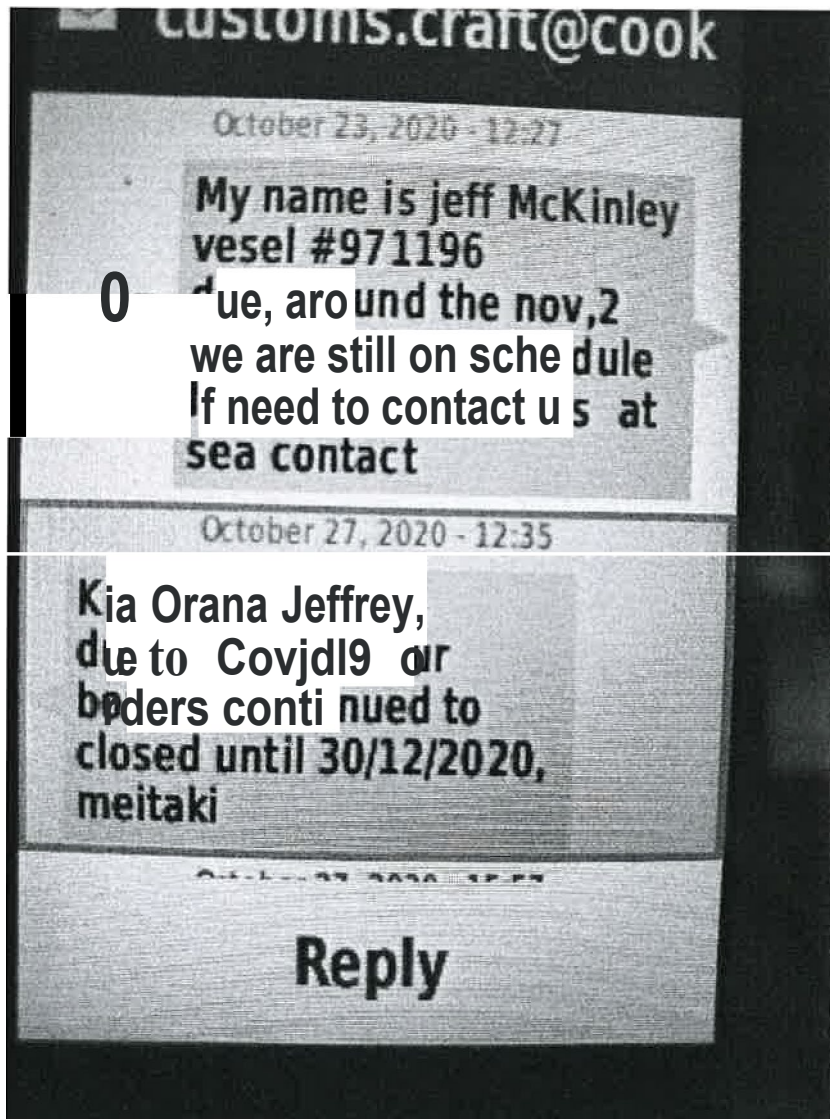 customs.craft@cook
October 23, 2020 - 12:27
My name is jeff McKinley
vesel #971196
0 due, around the nov,2
we are still on schedule
If need to contact us at
sea contact
October 27, 2020 - 12:35
Kia Orana Jeffrey,
due to Covjdl9 our
borders continued to
closed until 30/12/2020,
meitaki
Reply